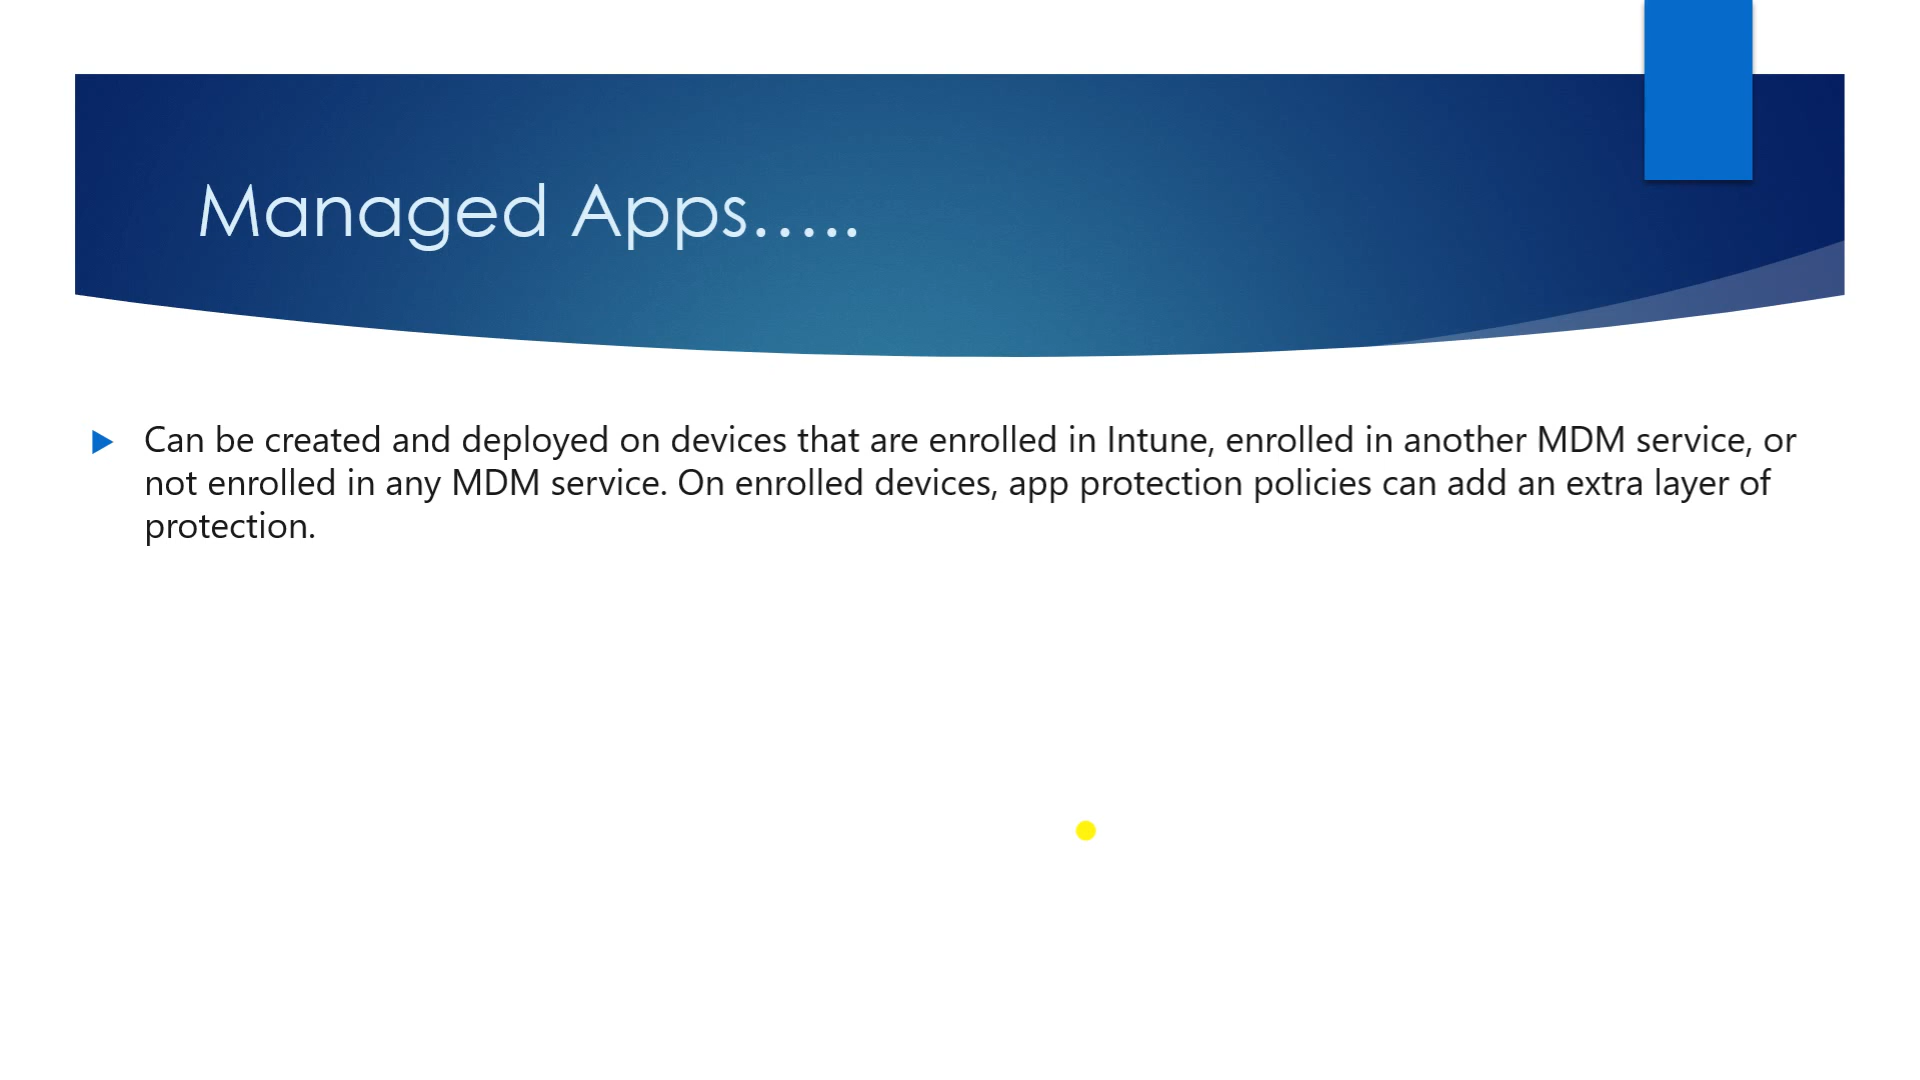 Managed Apps.....
Can be created and deployed on devices that are enrolled in Intune, enrolled in another MDM service, or
not enrolled in any MDM service. On enrolled devices, app protection policies can add an extra layer of
protection.